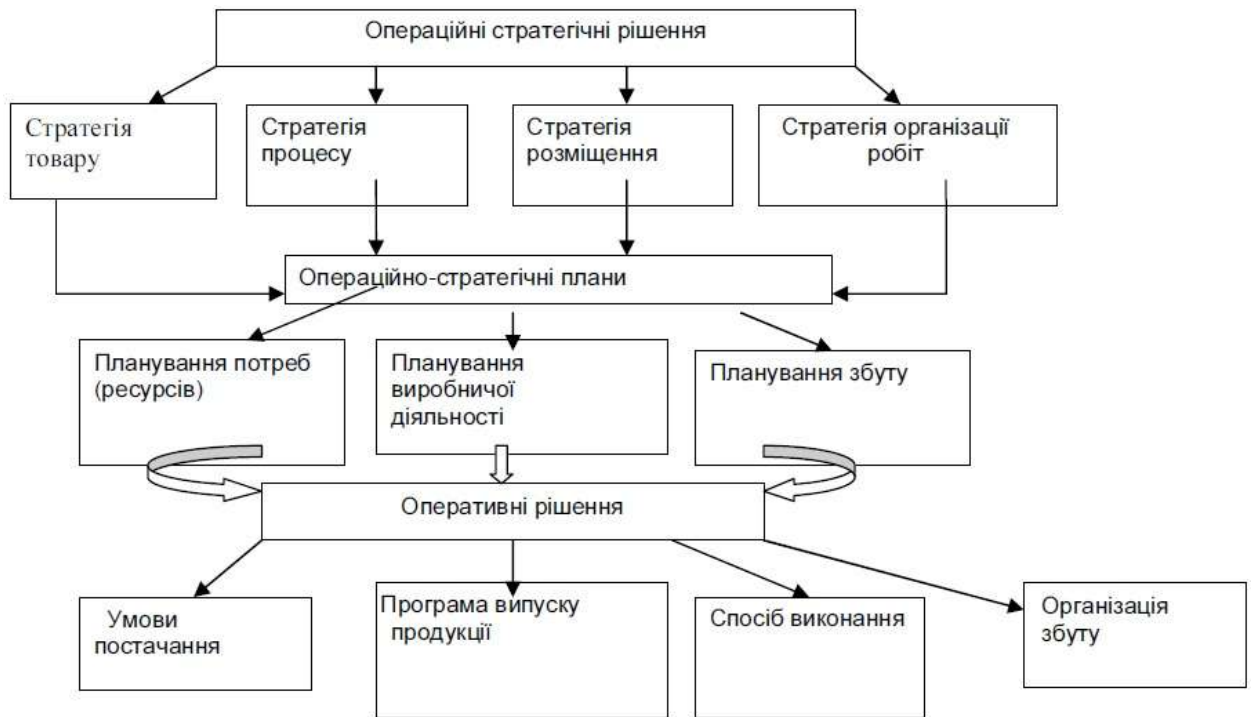 Операційні стратегічні рішення
Стратегія
товару
Стратегія
процесу
Стратегія
розміщення
Стратегія організації
робіт
Операційно-стратегічні плани
Планування потреб
(ресурсів)
Планування
виробничої
діяльності
Планування збуту
Оперативні рішення
Умови
постачання
Програма випуску
продукції
Спосіб виконання
Організація
збуту